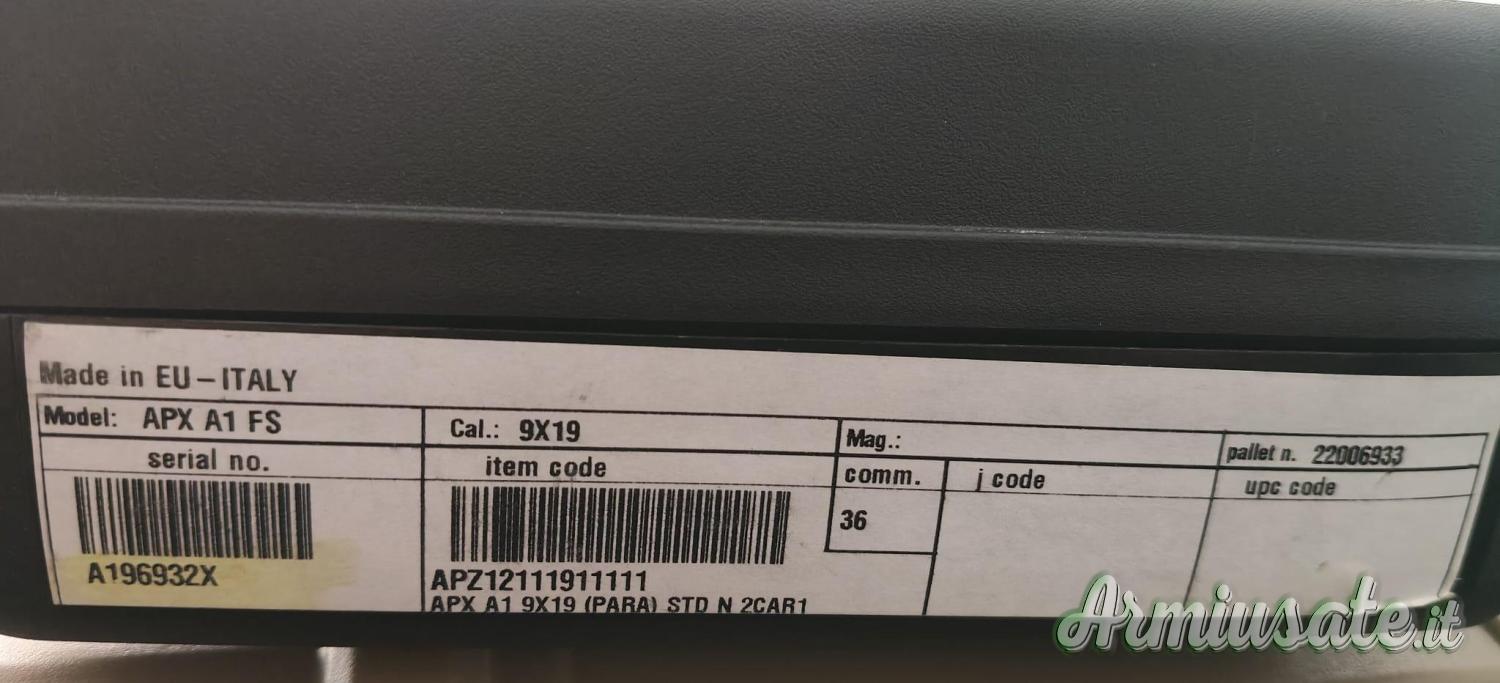 Made in EU – ITALY
Model: APX A1 FS
Cal.: 9X19
Mag.:
pallet n. 22006933
serial no.
item code
comm.
j code
upc code
36
A196932X
APZ12111911111
APX A1 9X19 (PARA) STD N 2CAR1
Armiusate.it